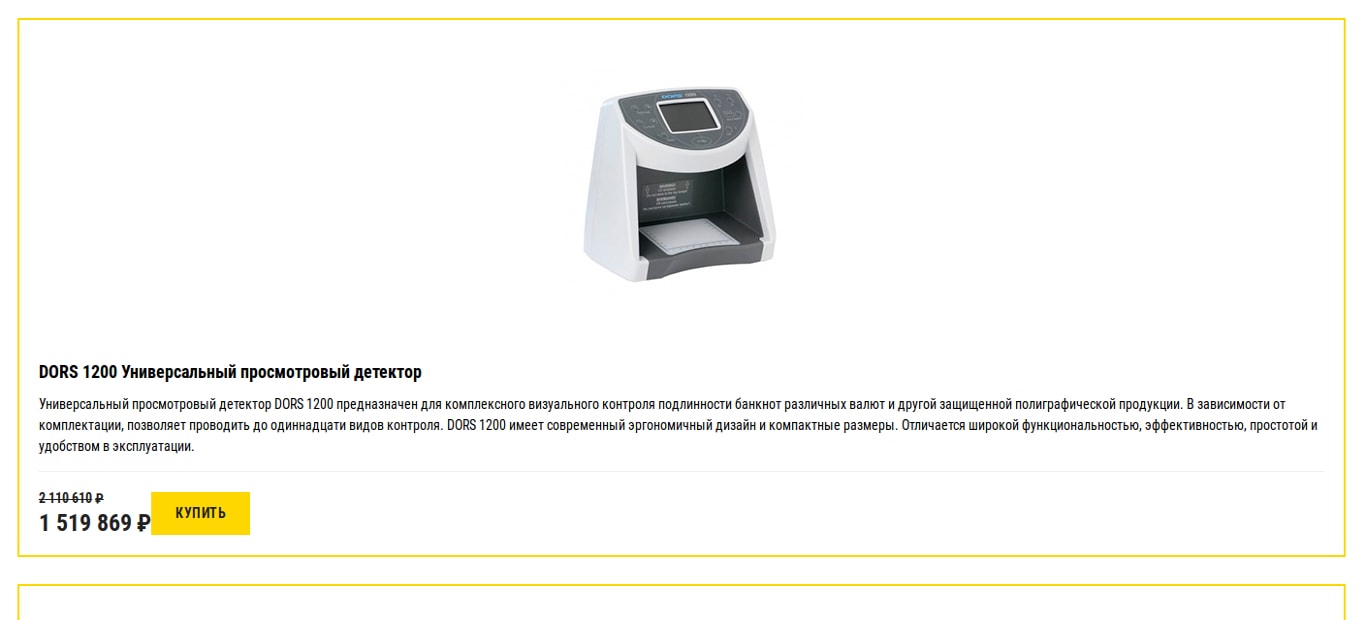 DORS 1200
DORS 1200 Универсальный просмотровый детектор
Универсальный просмотровый детектор DORS 1200 предназначен для комплексного визуального контроля подлинности банкнот различных валют и другой защищенной полиграфической продукции. В зависимости от
комплектации, позволяет проводить до одиннадцати видов контроля. DORS 1200 имеет современный эргономичный дизайн и компактные размеры. Отличается широкой функциональностью, эффективностью, простотой и
удобством в эксплуатации.
2 110 610 ₽
1 519 869 ₽
КУПИТЬ